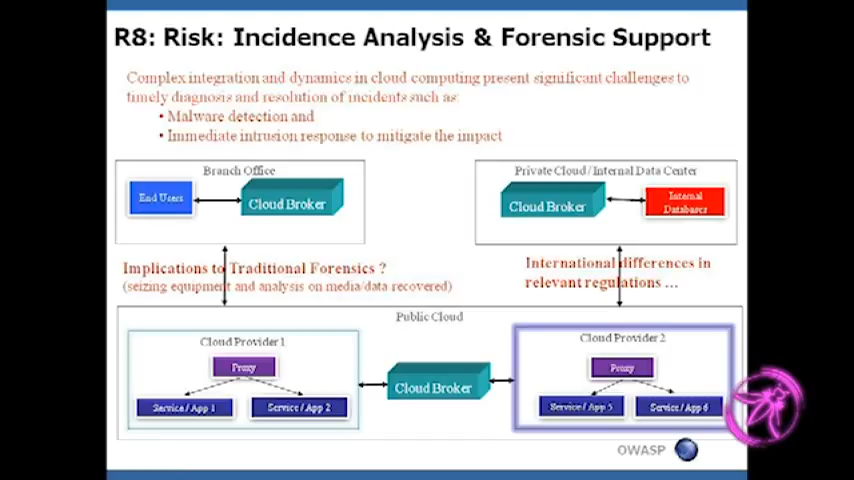 R8: Risk: Incidence Analysis & Forensic Support
Complex integration and dynamics in cloud computing present significant challenges to
timely diagnosis and resolution of incidents such as:
• Malware detection and
• Immediate intrusion response to mitigate the impact
Branch Office
End Users
Cloud Broker
Private Cloud / Internal Data Center
Cloud Broker
Internal
Databases
Implications to Traditional Forensics ?
(seizing equipment and analysis on media/data recovered)
International differences in
relevant regulations ...
Public Cloud
Cloud Provider 1
Proxy
Service / App 1
Service / App 2
Cloud Broker
Cloud Provider 2
Proxy
Service / App 5
Service / App 6
OWASP